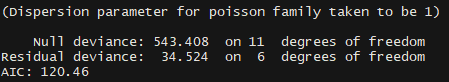 (Dispersion parameter for poisson family taken to be 1)
Null deviance: 543.408 on 11 degrees of freedom
Residual deviance: 34.524 on 6 degrees of freedom
AIC: 120.46